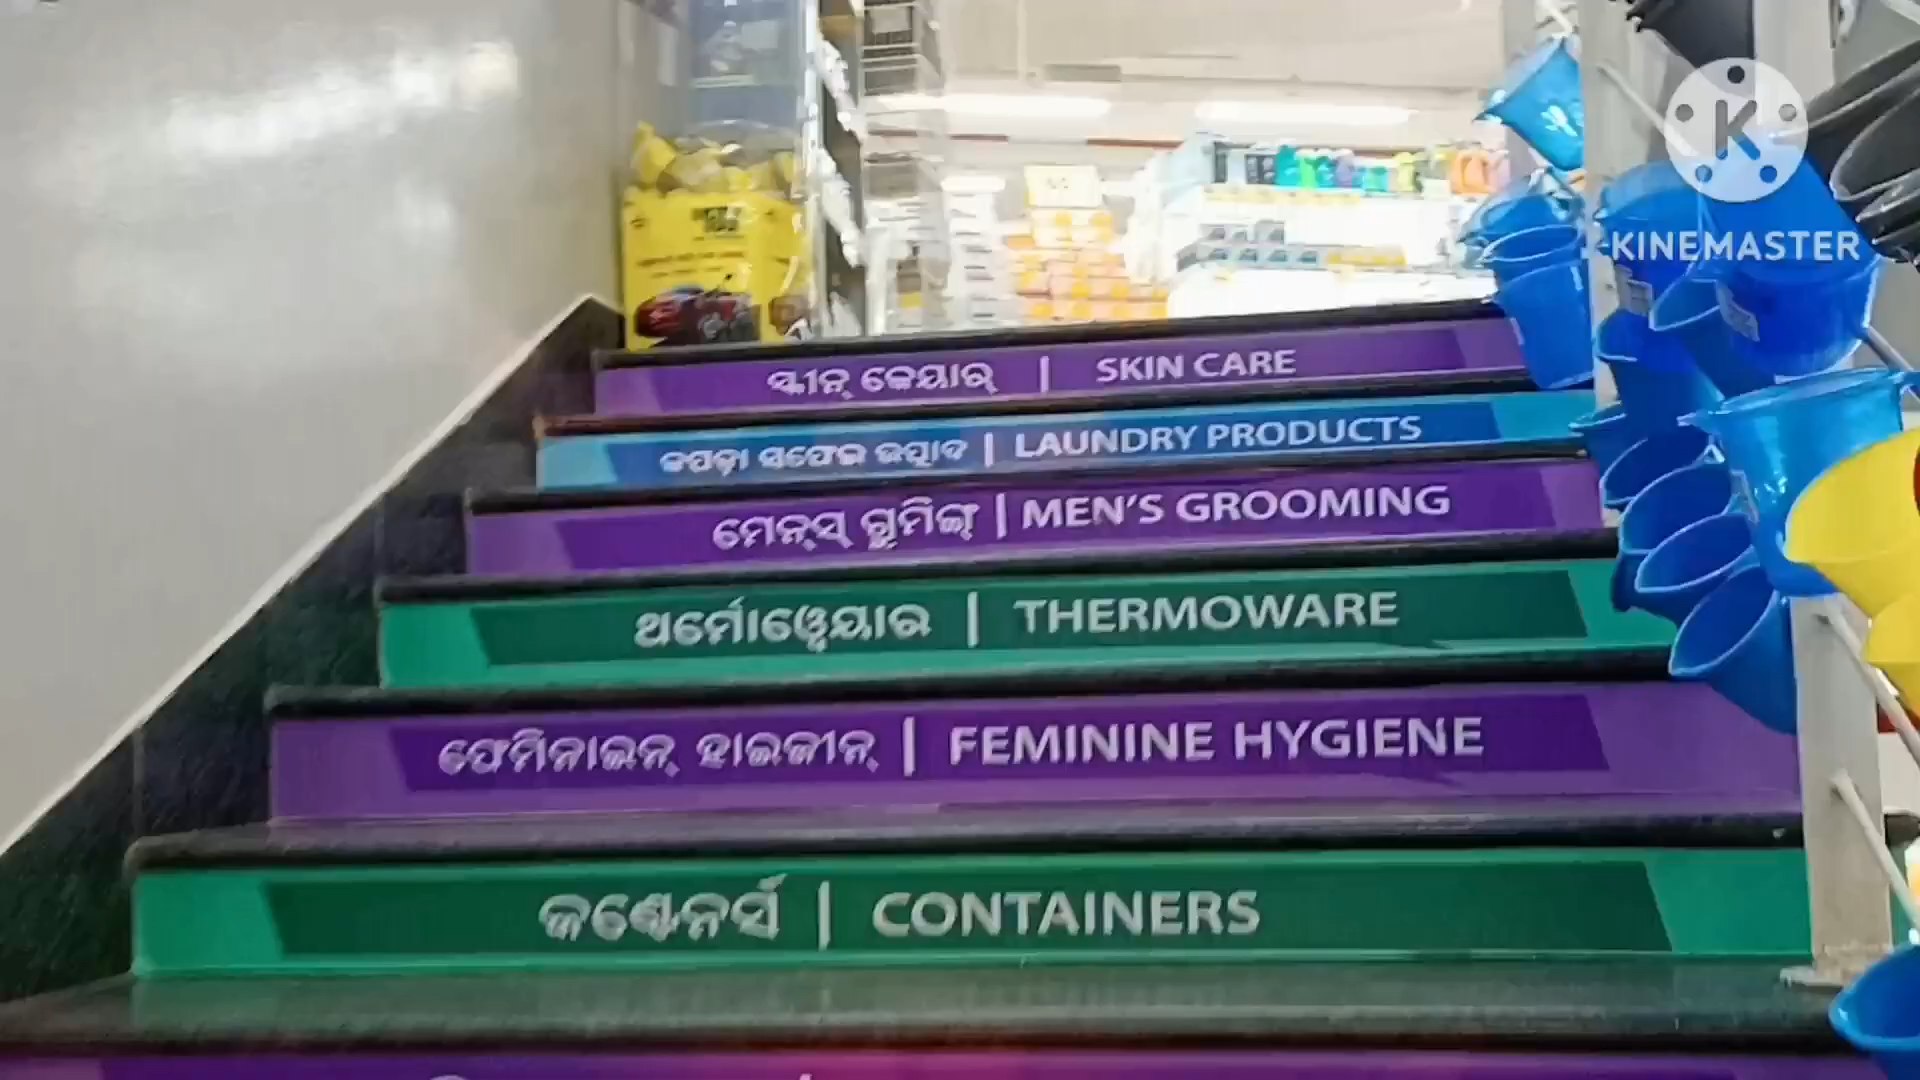 KINEMASTER
ସ୍କୀନ୍ କେୟାର୍ | SKIN CARE
କପଡ଼ା ସଫେଇ ଉତ୍ପାଦ | LAUNDRY PRODUCTS
ମେନ୍ସ୍ ଗ୍ରୁମିଙ୍ଗ୍ | MEN'S GROOMING
ଥର୍ମୋୱେୟାର | THERMOWARE
ଫେମିନାଇନ୍ ହାଇଜୀନ୍ | FEMININE HYGIENE
କଣ୍ଟେନର୍ସ | CONTAINERS